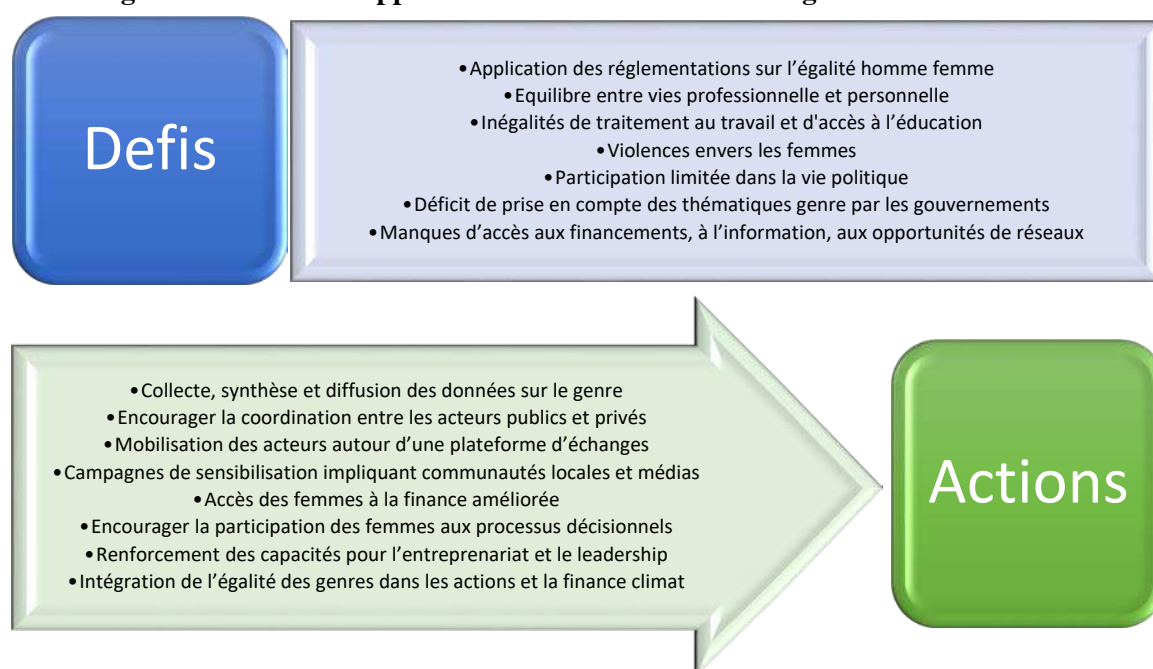 Defis
•Application des réglementations sur l’égalité homme femme
•Equilibre entre vies professionnelle et personnelle
•Inégalités de traitement au travail et d'accès à l’éducation
•Violences envers les femmes
•Participation limitée dans la vie politique
•Déficit de prise en compte des thématiques genre par les gouvernements
•Manques d’accès aux financements, à l’information, aux opportunités de réseaux
•Collecte, synthèse et diffusion des données sur le genre
•Encourager la coordination entre les acteurs publics et privés
•Mobilisation des acteurs autour d’une plateforme d’échanges
•Campagnes de sensibilisation impliquant communautés locales et médias
•Accès des femmes à la finance améliorée
•Encourager la participation des femmes aux processus décisionnels
•Renforcement des capacités pour l’entreprenariat et le leadership
•Intégration de l’égalité des genres dans les actions et la finance climat
Actions